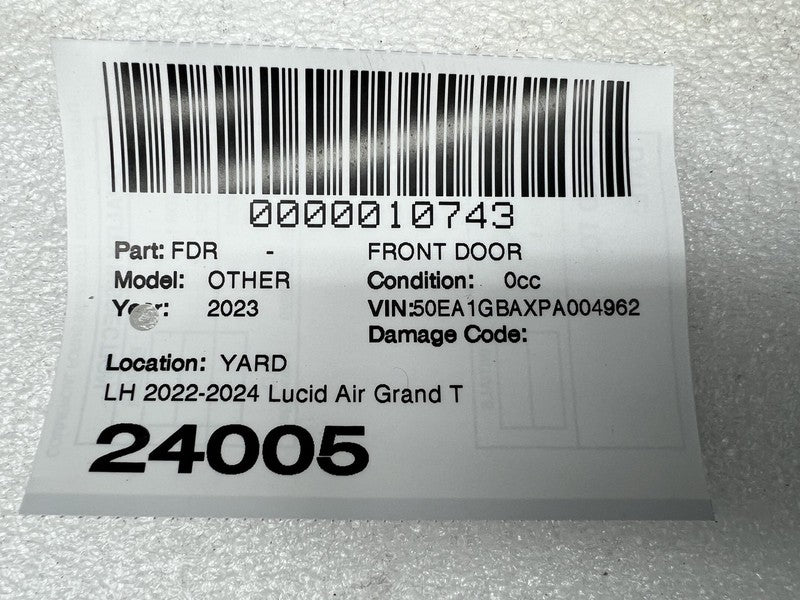 0000010743
Part: FDR - FRONT DOOR
Model: OTHER Condition: 0cc
Year: 2023 VIN:50EA1GBAXPA004962
Damage Code:
Location: YARD
LH 2022-2024 Lucid Air Grand T
24005